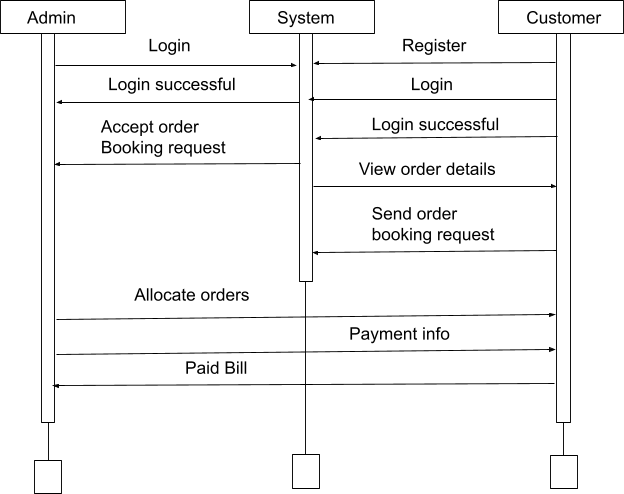 Admin
System
Customer
Login
Register
Login successful
Login
Accept order
Booking request
Login successful
View order details
Send order
booking request
Allocate orders
Payment info
Paid Bill